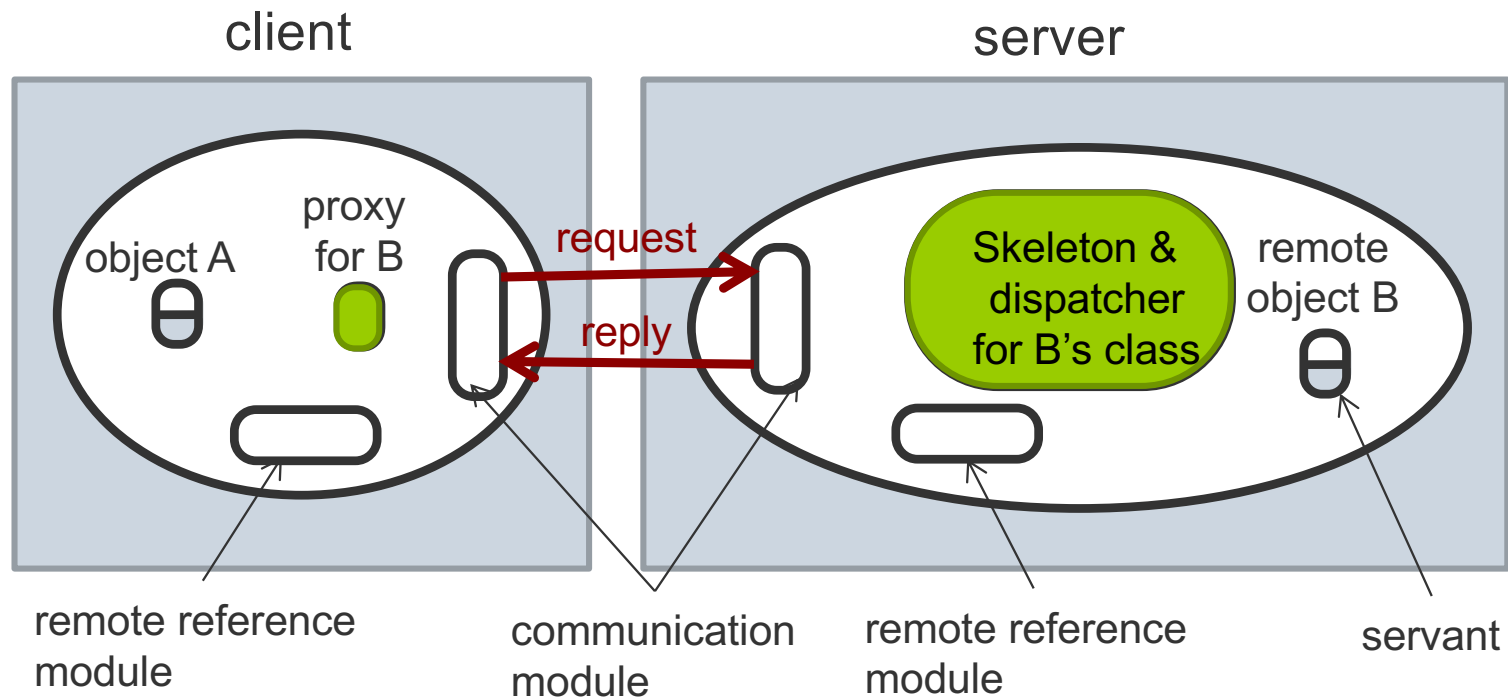 client
server
object A
proxy
for B
request
reply
Skeleton &
dispatcher
for B’s class
remote
object B
remote reference
module
communication
module
remote reference
module
servant